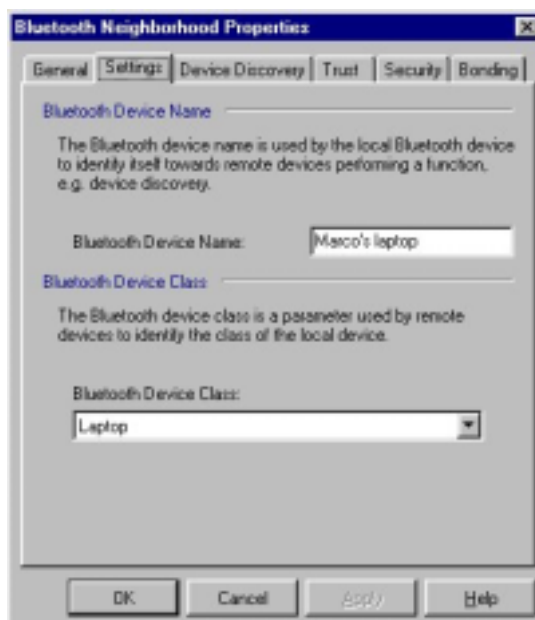 Bluetooth Neighborhood Properties
General Settings Device Discovery Trust Security Bonding
Bluetooth Device Name
The Bluetooth device name is used by the local Bluetooth device
to identify itself towards remote devices performing a function,
e.g. device discovery.
Bluetooth Device Name: Marco's laptop
Bluetooth Device Class
The Bluetooth device class is a parameter used by remote
devices to identify the class of the local device.
Bluetooth Device Class:
Laptop
OK Cancel Apply Help